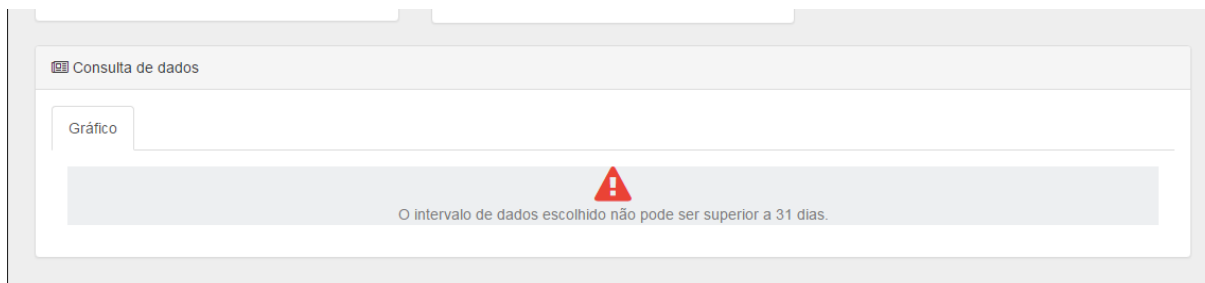 Consulta de dados
Gráfico
O intervalo de dados escolhido não pode ser superior a 31 dias.